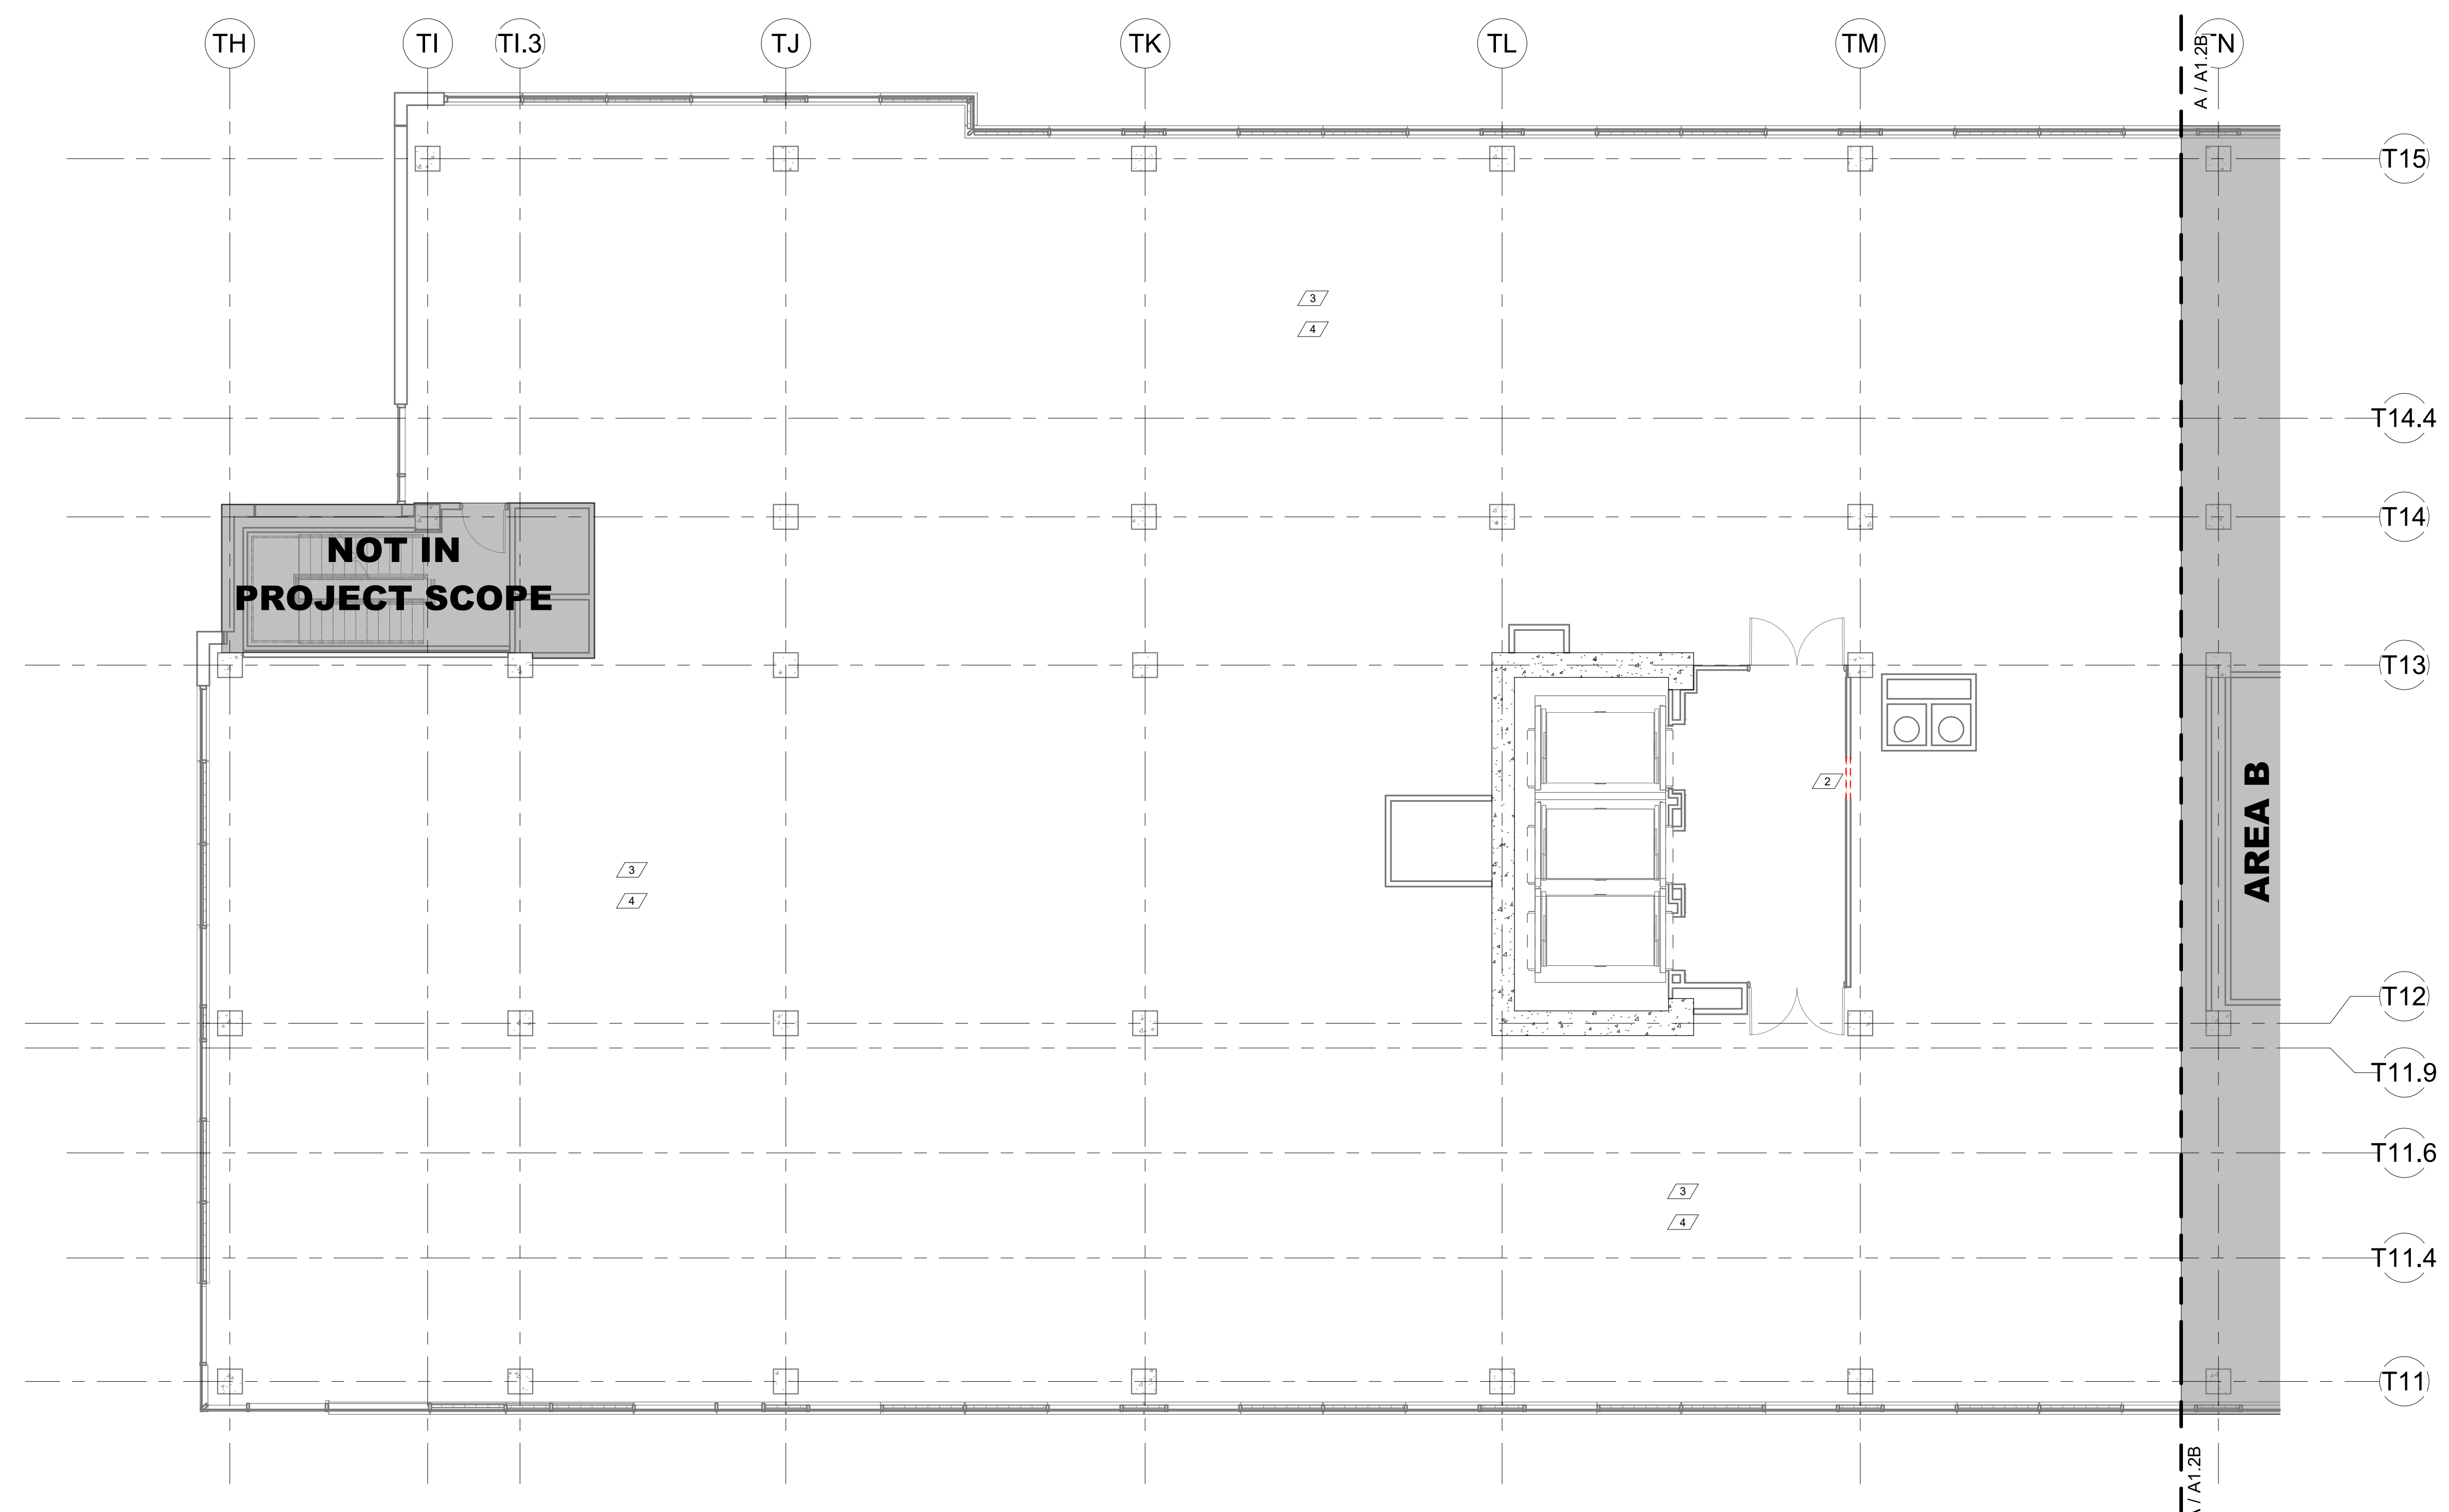 TH
TI
TI.3
TJ
TK
TL
TM
TN
A / A1.2B
T15
3
4
T14.4
T14
NOT IN
PROJECT SCOPE
T13
2
AREA B
3
4
T12
T11.9
T11.6
3
4
T11.4
T11
A / A1.2B